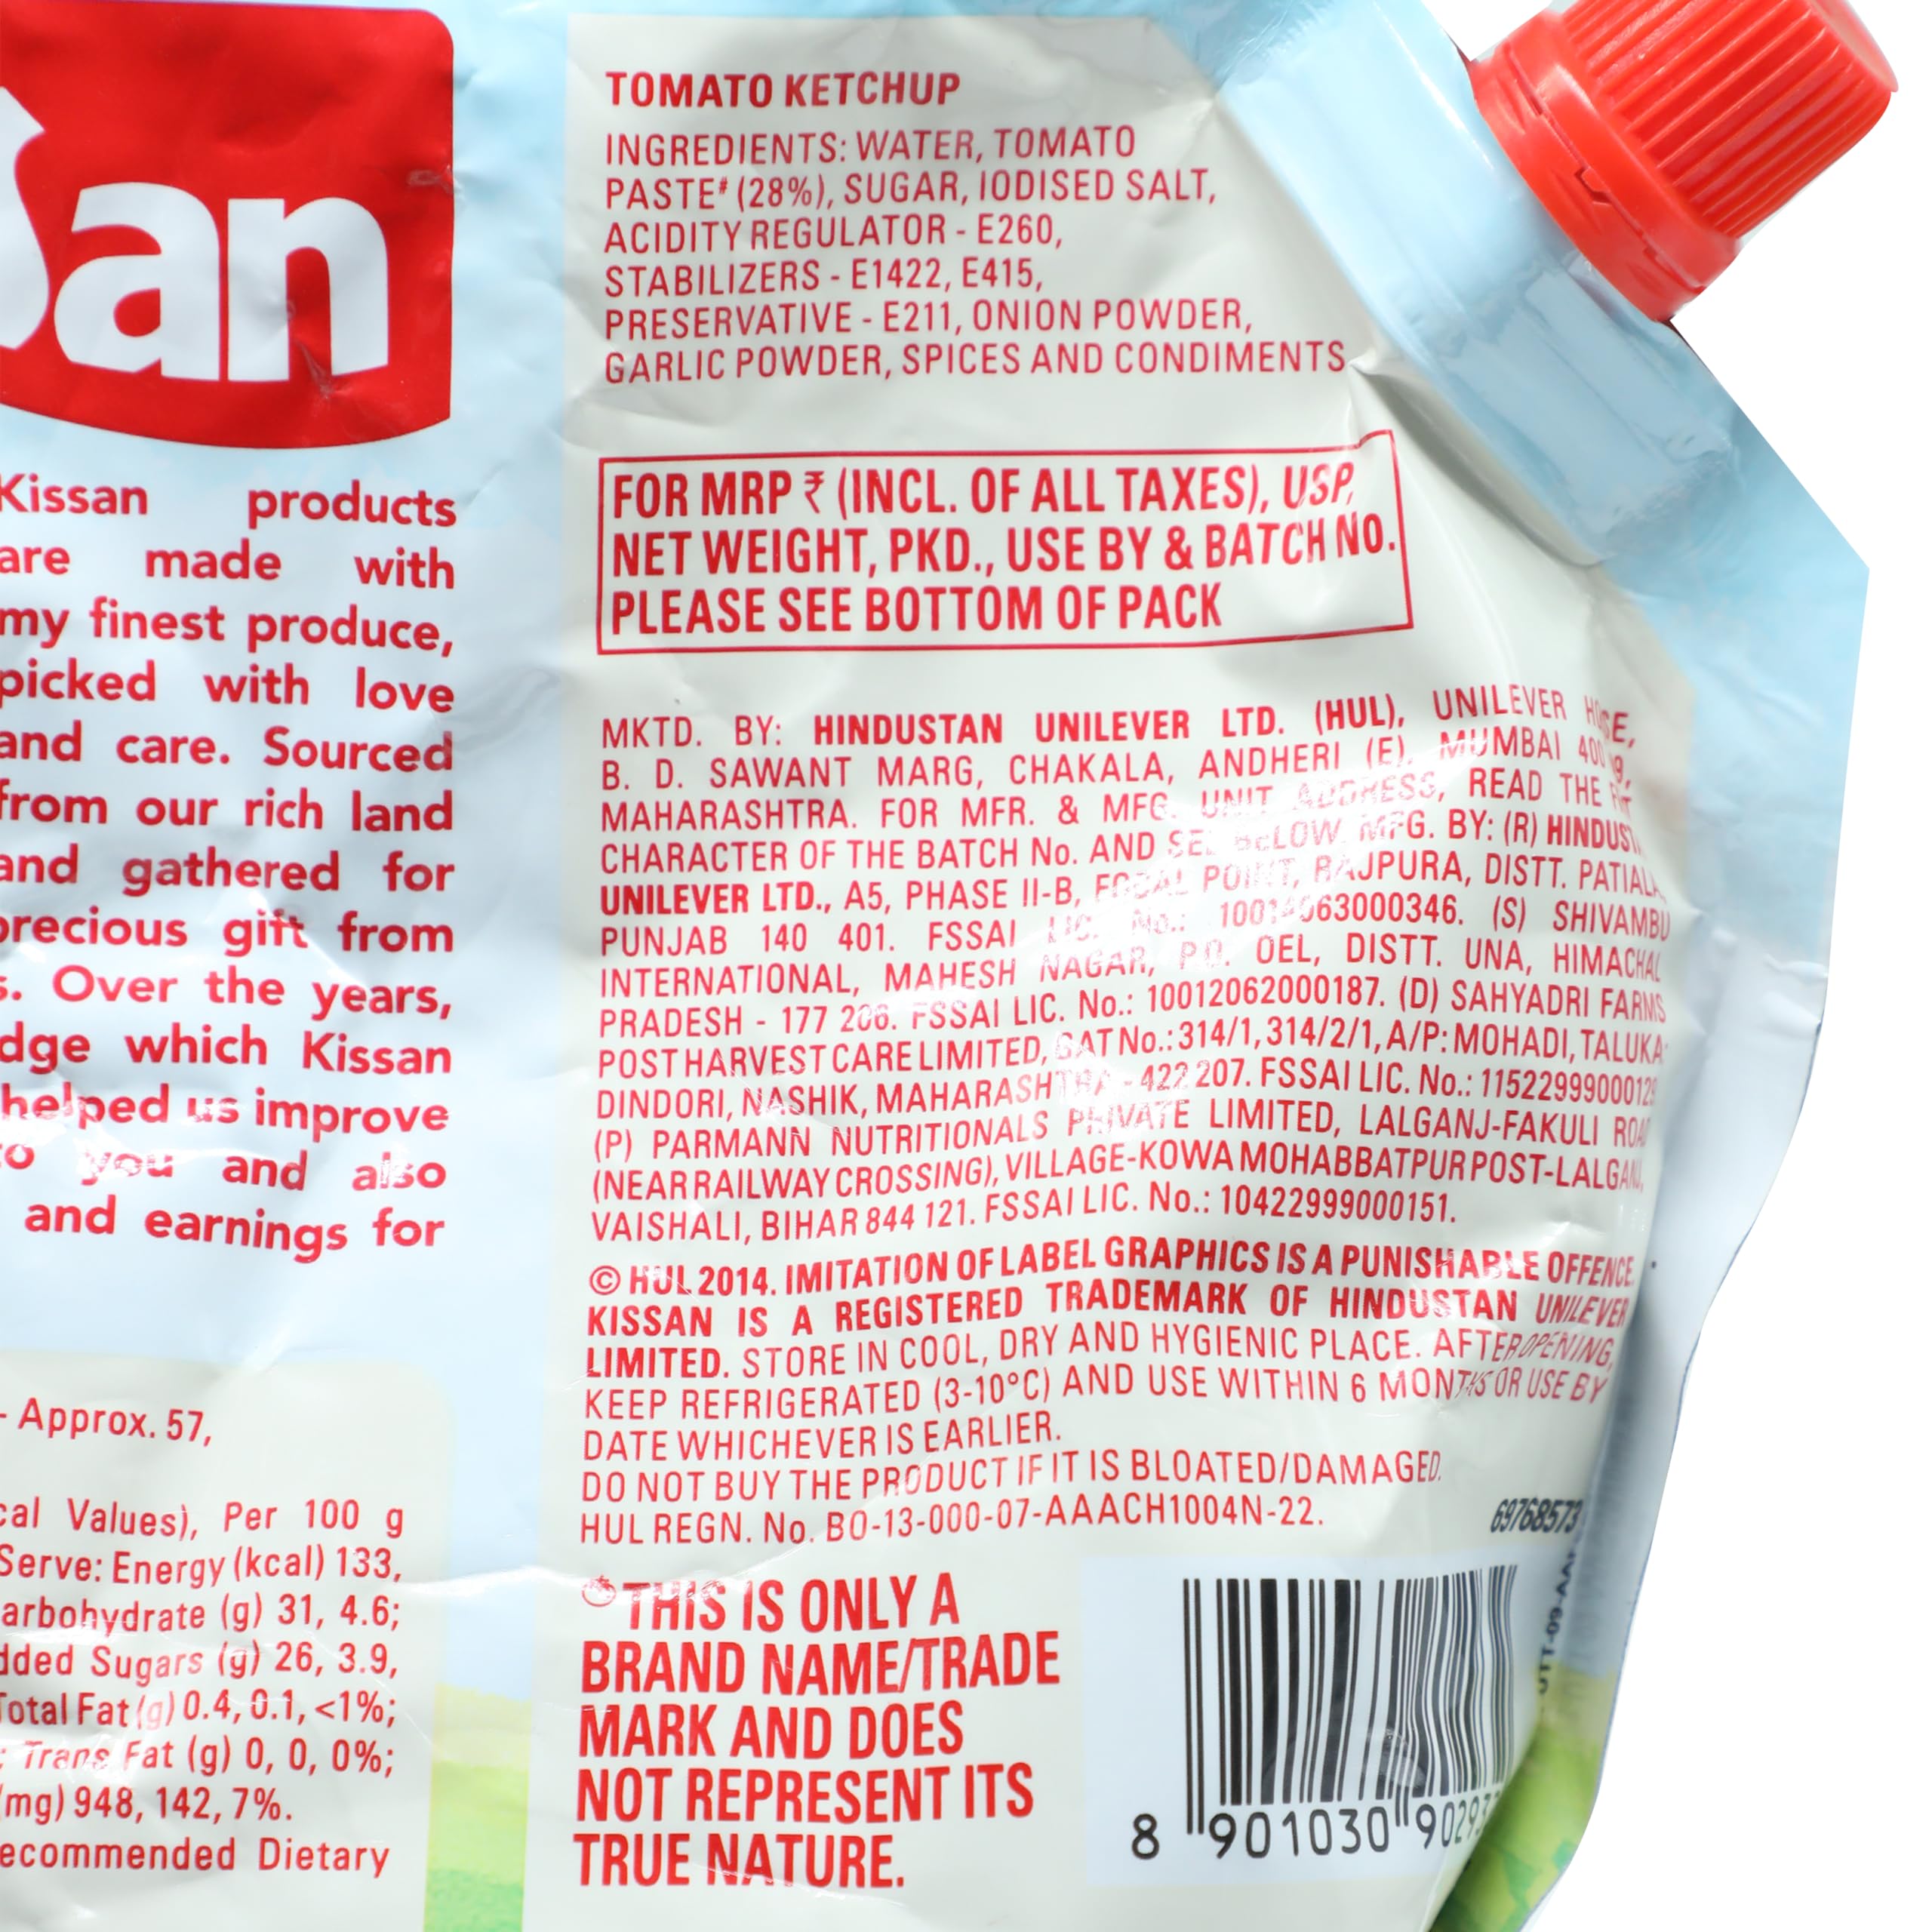 san
Kissan products
are made with
my finest produce,
picked with love
and care. Sourced
from our rich land
and gathered for
precious gift from
s. Over the years,
dge which Kissan
helped us improve
to you and also
and earnings for
- Approx. 57,
cal Values), Per 100 g
Serve: Energy (kcal) 133,
arbohydrate (g) 31, 4.6;
dded Sugars (g) 26, 3.9,
Total Fat (g) 0.4, 0.1, <1%;
; Trans Fat (g) 0, 0, 0%;
(mg) 948, 142, 7%.
ecommended Dietary
TOMATO KETCHUP
INGREDIENTS: WATER, TOMATO
PASTE# (28%), SUGAR, IODISED SALT,
ACIDITY REGULATOR - E260,
STABILIZERS - E1422, E415,
PRESERVATIVE - E211, ONION POWDER,
GARLIC POWDER, SPICES AND CONDIMENTS
FOR MRP ₹ (INCL. OF ALL TAXES), USP,
NET WEIGHT, PKD., USE BY & BATCH NO.
PLEASE SEE BOTTOM OF PACK
MKTD. BY: HINDUSTAN UNILEVER LTD. (HUL), UNILEVER HOUSE,
B. D. SAWANT MARG, CHAKALA, ANDHERI (E), MUMBAI
MAHARASHTRA. FOR MFR. & MFG. UNIT ADDRESS, READ THE
CHARACTER OF THE BATCH No. AND SEE BELOW. MFG. BY: (R) HINDUST
UNILEVER LTD., A5, PHASE II-B, FOCAL POINT, RAJPURA, DISTT. PATIALA,
PUNJAB 140 401. FSSAI LIC. No.: (S) SHIVAMBU
INTERNATIONAL, MAHESH NAGAR, P.O. OEL, DISTT. UNA, HIMACHAL
PRADESH - 177 206. FSSAI LIC. No.: 10012062000187. (D) SAHYADRI FARMS
POST HARVEST CARE LIMITED, GAT No.: 314/1, 314/2/1, A/P: MOHADI, TALUKA-
DINDORI, NASHIK, MAHARASHTRA - 422 207. FSSAI LIC. No.: 1152299900012
(P) PARMANN NUTRITIONALS PRIVATE LIMITED, LALGANJ-FAKULI ROAD
(NEAR RAILWAY CROSSING), VILLAGE-KOWA MOHABBATPUR POST-LALGANJ,
VAISHALI, BIHAR 844 121. FSSAI LIC. No.: 10422999000151.
© HUL 2014. IMITATION OF LABEL GRAPHICS IS A PUNISHABLE OFFENCE.
KISSAN IS A REGISTERED TRADEMARK OF HINDUSTAN UNILEVER
LIMITED. STORE IN COOL, DRY AND HYGIENIC PLACE. AFTER OPENING,
KEEP REFRIGERATED (3-10°C) AND USE WITHIN 6 MONTHS OR USE BY
DATE WHICHEVER IS EARLIER.
DO NOT BUY THE PRODUCT IF IT IS BLOATED/DAMAGED.
HUL REGN. No. BO-13-000-07-AAACH1004N-22.
69768573
THIS IS ONLY A
BRAND NAME/TRADE
MARK AND DOES
NOT REPRESENT ITS
TRUE NATURE.
8 901030 90293